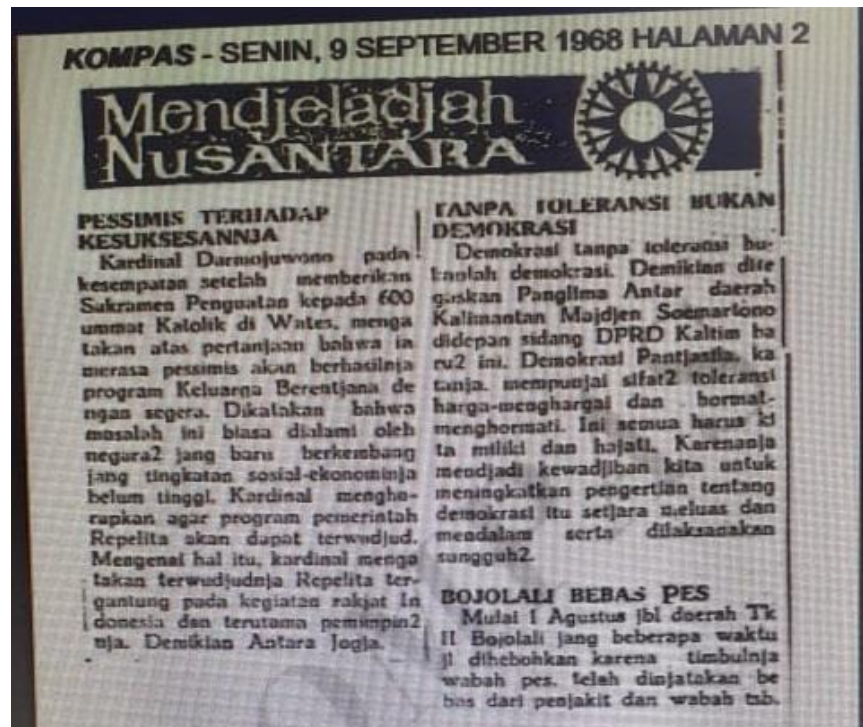 KOMPAS - SENIN, 9 SEPTEMBER 1968 HALAMAN 2
Mendjeladjah
NUSANTARA
PESSIMIS TERHADAP
KESUKSESANNJA
Kardinal Darmojuwono pada
kesempatan setelah memberikan
Sakramen Penguatan kepada 600
ummat Katolik di Wates, menga
takan atas pertanjaan bahwa ia
merasa pessimis akan berhasilnja
program Keluarga Berentjana de
ngan segera. Dikatakan bahwa
masalah ini biasa dialami oleh
negara2 jang baru berkembang
jang tingkatan sosial-ekonominja
belum tinggi. Kardinal mengha-
rapkan agar program pemerintah
Repelita akan dapat terwudjud.
Mengenai hal itu, kardinal menga
takan terwudjudnja Repelita ter-
gantung pada kegiatan rakjat In
donesia dan terutama pemimpin2
nja. Demikian Antara Jogja.
TANPA TOLERANSI BUKAN
DEMOKRASI
Demokrasi tanpa toleransi bu-
kanlah demokrasi. Demikian dite
gaskan Panglima Antar daerah
Kalimantan Majdjen Soemartono
didepan sidang DPRD Kaltim ba
ru2 ini. Demokrasi Pantjasila, ka
tanja, mempunjai sifat2 toleransi
harga-menghargai dan hormat-
menghormati. Ini semua harus ki
ta miliki dan hajati. Karenanja
mendjadi kewadjiban kita untuk
meningkatkan pengertian tentang
demokrasi itu setjara meluas dan
mendalam serta dilaksanakan
sungguh2.
BOJOLALI BEBAS PES
Mulai 1 Agustus jbl daerah Tk
II Bojolali jang beberapa waktu
jl dihebohkan karena timbulnja
wabah pes, telah dinjatakan be
bas dari penjakit dan wabah tsb.